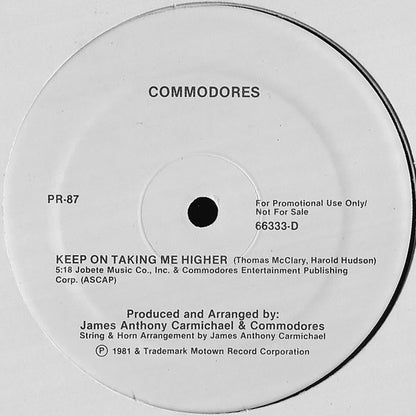 COMMODORES
PR-87
For Promotional Use Only/
Not For Sale
66333-D
KEEP ON TAKING ME HIGHER (Thomas McClary, Harold Hudson)
5:18 Jobete Music Co., Inc. & Commodores Entertainment Publishing
Corp. (ASCAP)
Produced and Arranged by:
James Anthony Carmichael & Commodores
String & Horn Arrangement by James Anthony Carmichael
Ⓟ 1981 & Trademark Motown Record Corporation